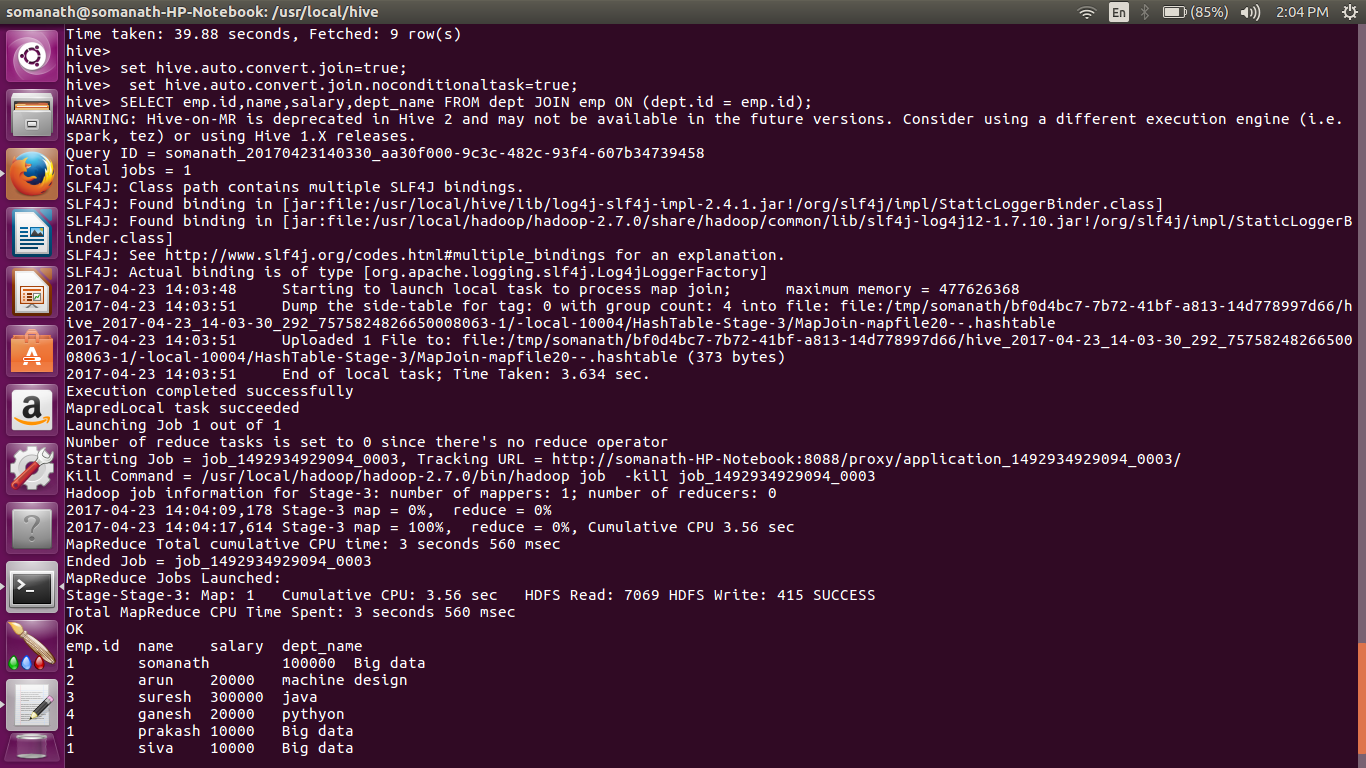 somanath@somanath-HP-Notebook: /usr/local/hive
En
(85%)
2:04 PM
Time taken: 39.88 seconds, Fetched: 9 row(s)
hive>
hive> set hive.auto.convert.join=true;
hive>  set hive.auto.convert.join.noconditionaltask=true;
hive> SELECT emp.id,name,salary,dept_name FROM dept JOIN emp ON (dept.id = emp.id);
WARNING: Hive-on-MR is deprecated in Hive 2 and may not be available in the future versions. Consider using a different execution engine (i.e.
spark, tez) or using Hive 1.X releases.
Query ID = somanath_20170423140330_aa30f000-9c3c-482c-93f4-607b34739458
Total jobs = 1
SLF4J: Class path contains multiple SLF4J bindings.
SLF4J: Found binding in [jar:file:/usr/local/hive/lib/log4j-slf4j-impl-2.4.1.jar!/org/slf4j/impl/StaticLoggerBinder.class]
SLF4J: Found binding in [jar:file:/usr/local/hadoop/hadoop-2.7.0/share/hadoop/common/lib/slf4j-log4j12-1.7.10.jar!/org/slf4j/impl/StaticLoggerB
inder.class]
SLF4J: See http://www.slf4j.org/codes.html#multiple_bindings for an explanation.
SLF4J: Actual binding is of type [org.apache.logging.slf4j.Log4jLoggerFactory]
2017-04-23 14:03:48     Starting to launch local task to process map join;      maximum memory = 477626368
2017-04-23 14:03:51     Dump the side-table for tag: 0 with group count: 4 into file: file:/tmp/somanath/bf0d4bc7-7b72-41bf-a813-14d778997d66/h
ive_2017-04-23_14-03-30_292_7575824826650008063-1/-local-10004/HashTable-Stage-3/MapJoin-mapfile20--.hashtable
2017-04-23 14:03:51     Uploaded 1 File to: file:/tmp/somanath/bf0d4bc7-7b72-41bf-a813-14d778997d66/hive_2017-04-23_14-03-30_292_75758248266500
08063-1/-local-10004/HashTable-Stage-3/MapJoin-mapfile20--.hashtable (373 bytes)
2017-04-23 14:03:51     End of local task; Time Taken: 3.634 sec.
Execution completed successfully
MapredLocal task succeeded
Launching Job 1 out of 1
Number of reduce tasks is set to 0 since there's no reduce operator
Starting Job = job_1492934929094_0003, Tracking URL = http://somanath-HP-Notebook:8088/proxy/application_1492934929094_0003/
Kill Command = /usr/local/hadoop/hadoop-2.7.0/bin/hadoop job  -kill job_1492934929094_0003
Hadoop job information for Stage-3: number of mappers: 1; number of reducers: 0
2017-04-23 14:04:09,178 Stage-3 map = 0%,  reduce = 0%
2017-04-23 14:04:17,614 Stage-3 map = 100%,  reduce = 0%, Cumulative CPU 3.56 sec
MapReduce Total cumulative CPU time: 3 seconds 560 msec
Ended Job = job_1492934929094_0003
MapReduce Jobs Launched:
Stage-Stage-3: Map: 1   Cumulative CPU: 3.56 sec   HDFS Read: 7069 HDFS Write: 415 SUCCESS
Total MapReduce CPU Time Spent: 3 seconds 560 msec
OK
emp.id  name    salary  dept_name
1       somanath        100000  Big data
2       arun    20000   machine design
3       suresh  300000  java
4       ganesh  20000   pythyon
1       prakash 10000   Big data
1       siva    10000   Big data